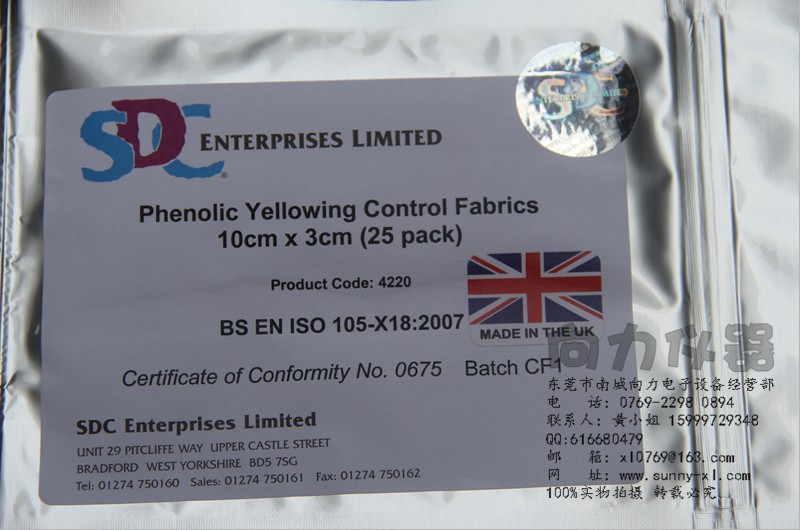 SDC ENTERPRISES LIMITED
SDC
Phenolic Yellowing Control Fabrics
10cm x 3cm (25 pack)
Product Code: 4220
BS EN ISO 105-X18:2007
MADE IN THE UK
向力仪器
Certificate of Conformity No. 0675 Batch CF1
SDC Enterprises Limited
UNIT 29 PITCLIFFE WAY UPPER CASTLE STREET
BRADFORD WEST YORKSHIRE BD5 7SG
Tel: 01274 750160 Sales: 01274 750161 Fax: 01274 750162
东莞市南城向力电子设备经营部
电 话: 0769-2298 0894
联系人: 黄小姐 15999729348
QQ:616680479
邮 箱: xl0769@163.com
网 址: www.sunny-xl.com
100%实物拍摄 转载必究